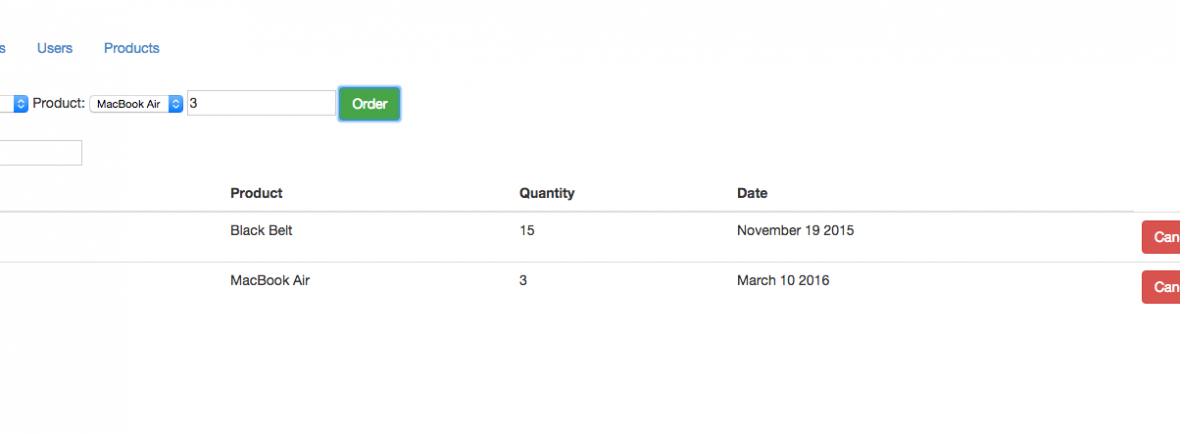 s Users Products
Product: MacBook Air 3 Order
Product Quantity Date
Black Belt 15 November 19 2015 Can
MacBook Air 3 March 10 2016 Can